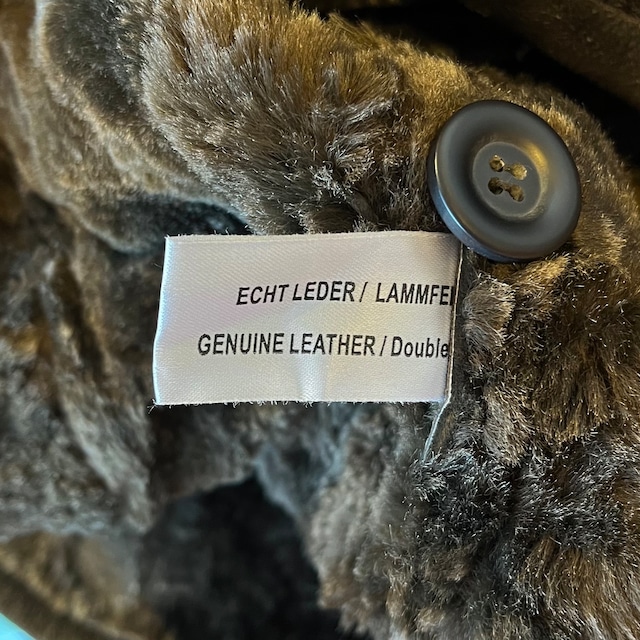 ECHT LEDER / LAMMFE
GENUINE LEATHER / Double